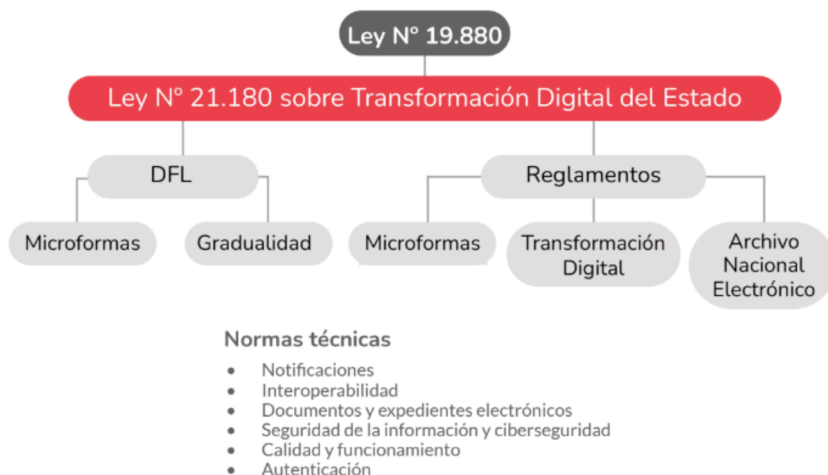 Ley N° 19.880
Ley N° 21.180 sobre Transformación Digital del Estado
DFL
Reglamentos
Microformas
Gradualidad
Microformas
Transformación
Digital
Archivo
Nacional
Electrónico
Normas técnicas
• Notificaciones
• Interoperabilidad
• Documentos y expedientes electrónicos
• Seguridad de la información y ciberseguridad
• Calidad y funcionamiento
• Autenticación